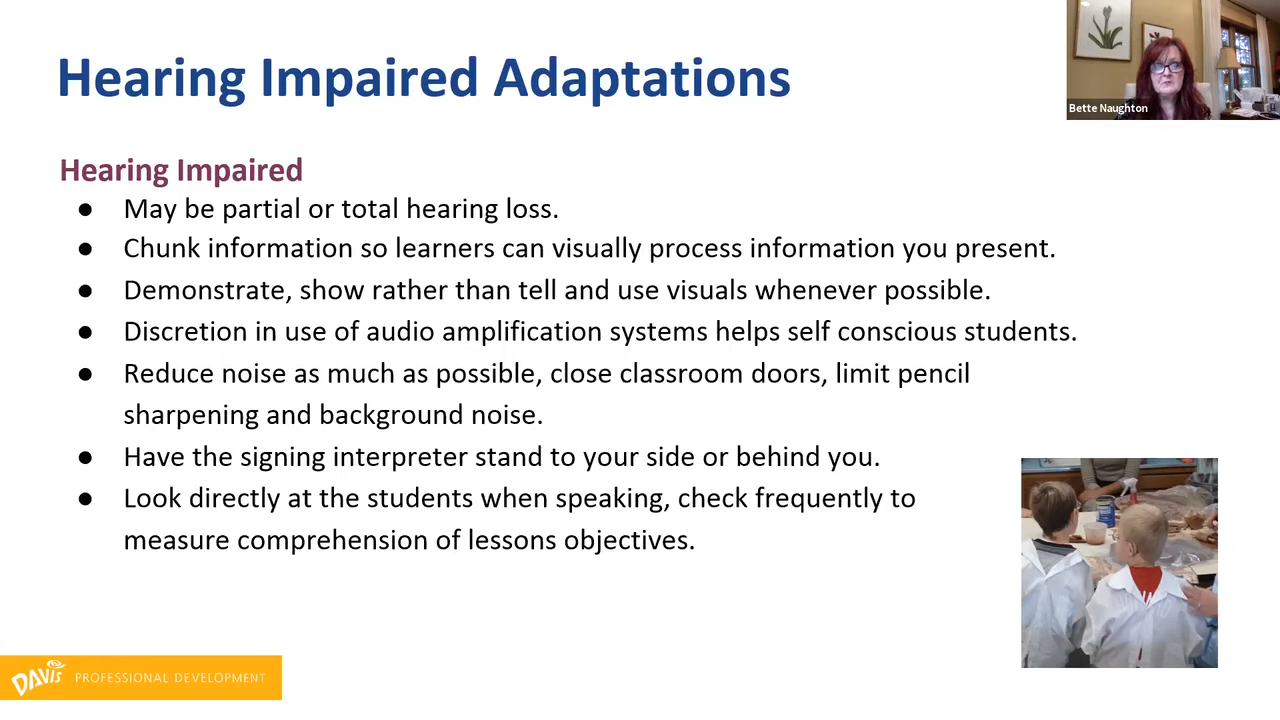 Hearing Impaired Adaptations
Bette Naughton
Hearing Impaired
● May be partial or total hearing loss.
● Chunk information so learners can visually process information you present.
● Demonstrate, show rather than tell and use visuals whenever possible.
● Discretion in use of audio amplification systems helps self conscious students.
● Reduce noise as much as possible, close classroom doors, limit pencil
sharpening and background noise.
● Have the signing interpreter stand to your side or behind you.
● Look directly at the students when speaking, check frequently to
measure comprehension of lessons objectives.
DAVIS PROFESSIONAL DEVELOPMENT